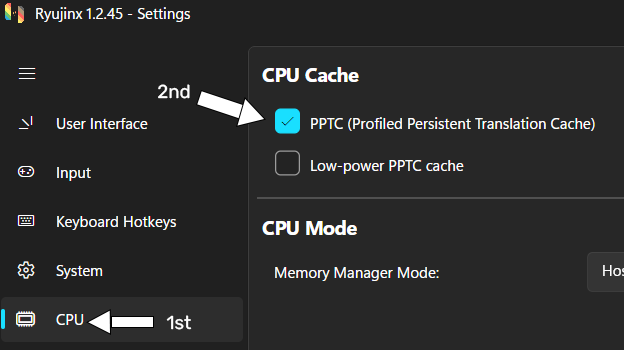 Ryujinx 1.2.45 - Settings
CPU Cache
2nd
User Interface
PPTC (Profiled Persistent Translation Cache)
Input
Low-power PPTC cache
Keyboard Hotkeys
CPU Mode
System
Memory Manager Mode:
Hos
CPU
1st